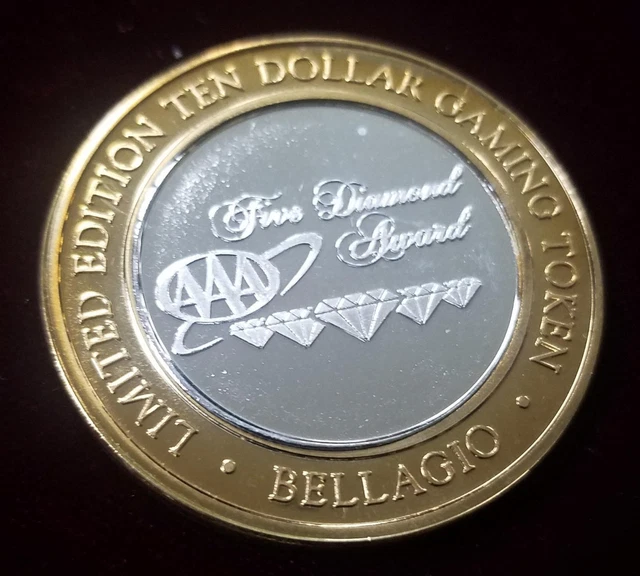 LIMITED EDITION TEN DOLLAR GAMING TOKEN
Five Diamond
Award
AAA
• BELLAGIO •